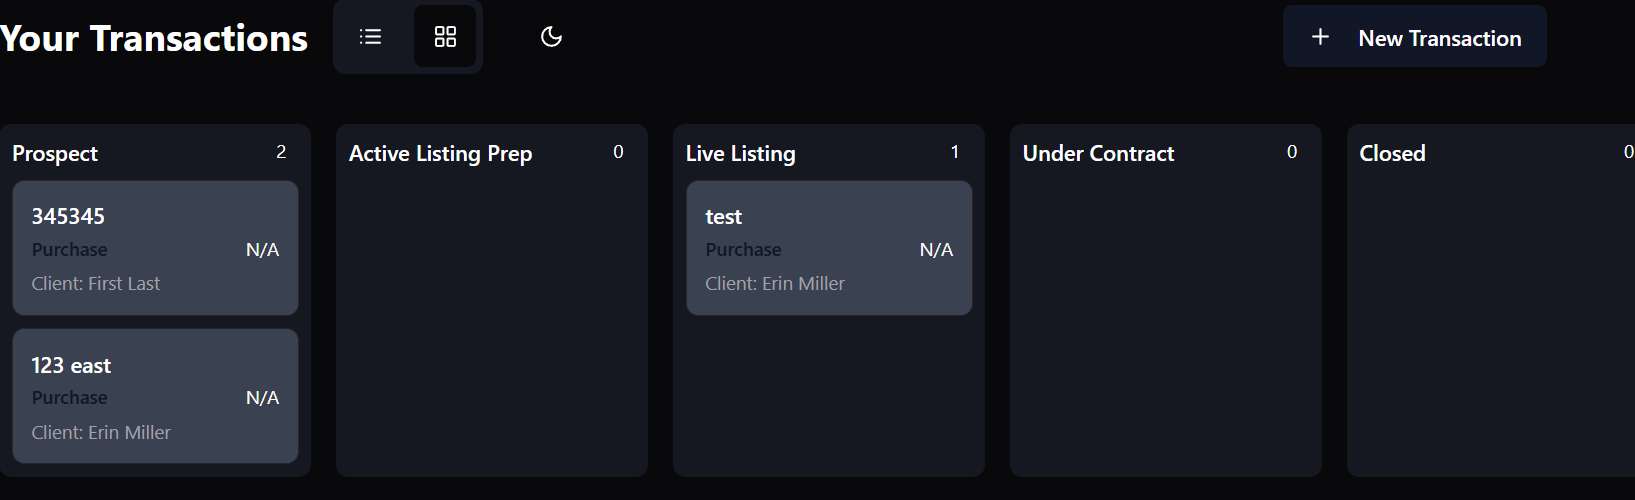 Your Transactions
New Transaction
Prospect 2
345345
Purchase N/A
Client: First Last
123 east
Purchase N/A
Client: Erin Miller
Active Listing Prep 0
Live Listing 1
test
Purchase N/A
Client: Erin Miller
Under Contract 0
Closed 0